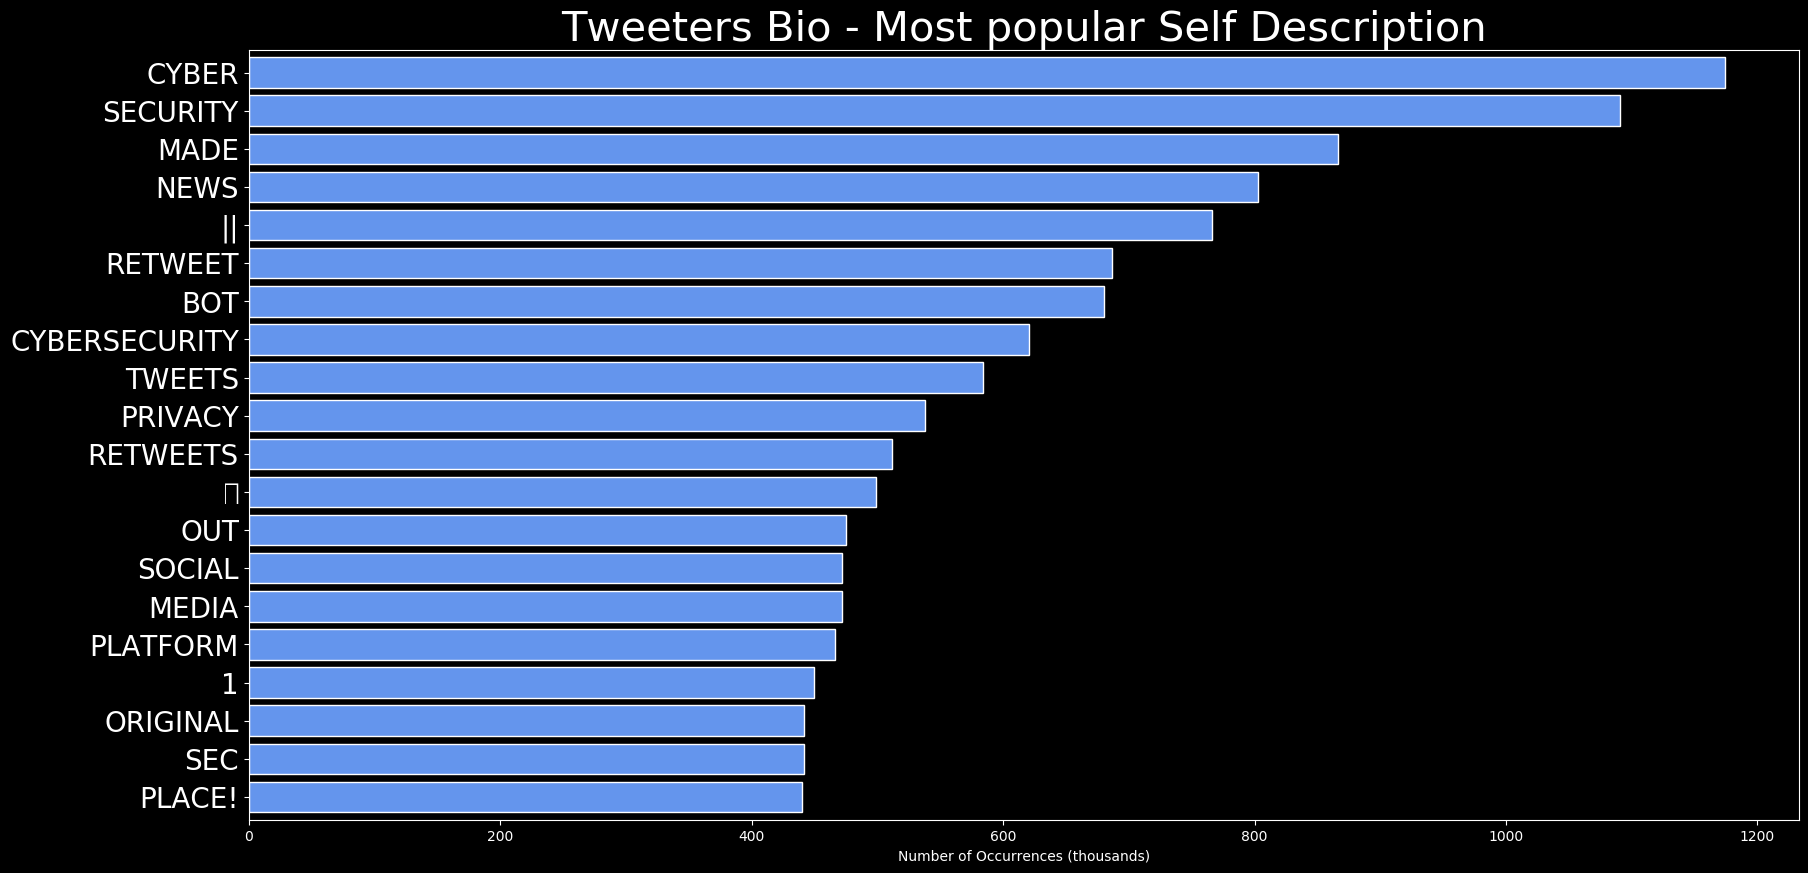 Tweeters Bio - Most popular Self Description
CYBER
SECURITY
MADE
NEWS
||
RETWEET
BOT
CYBERSECURITY
TWEETS
PRIVACY
RETWEETS
OUT
SOCIAL
MEDIA
PLATFORM
1
ORIGINAL
SEC
PLACE!
0 200 400 600 800 1000 1200
Number of Occurrences (thousands)